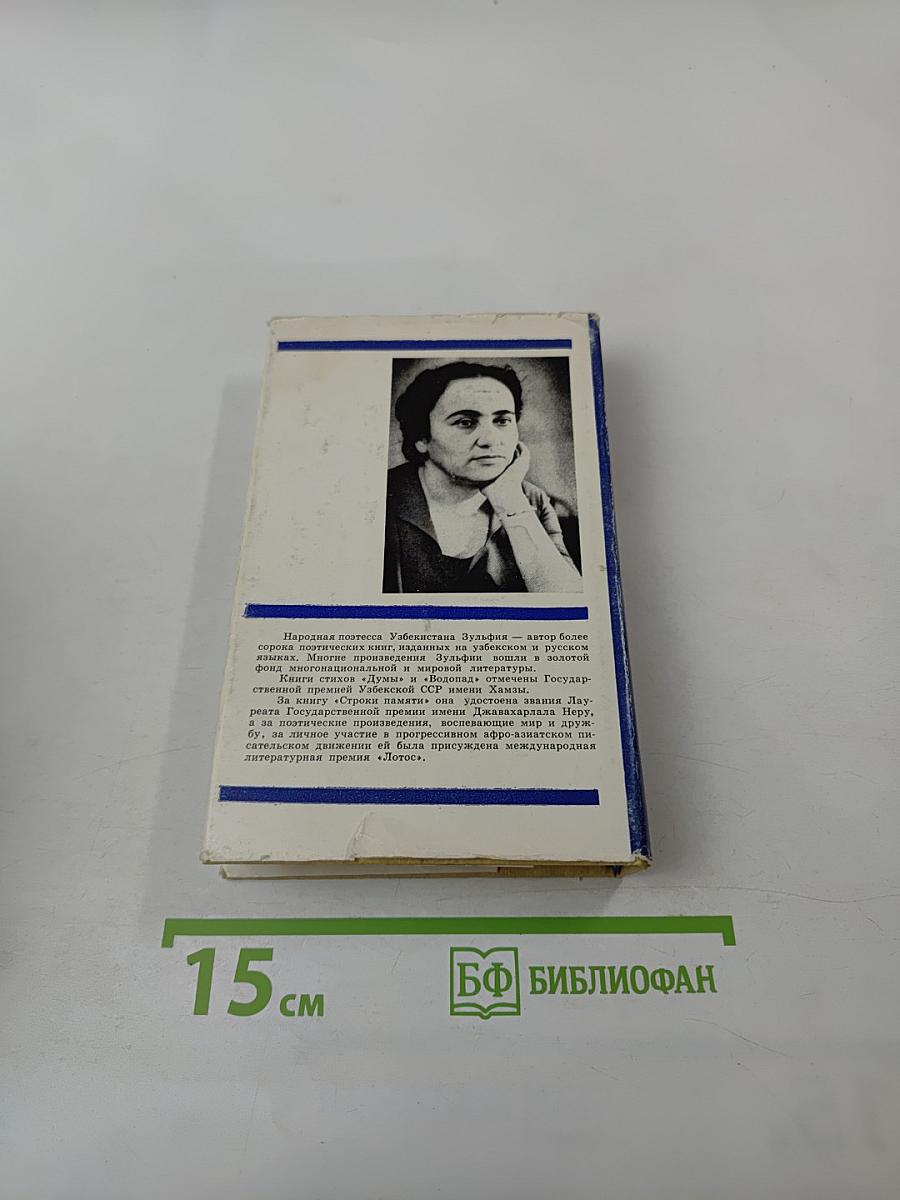 Народная поэтесса Узбекистана Зульфия — автор более
сорока поэтических книг, изданных на узбекском и русском
языках. Многие произведения Зульфии вошли в золотой
фонд многонациональной и мировой литературы.
Книги стихов «Думы» и «Водопад» отмечены Государ-
ственной премией Узбекской ССР имени Хамзы.
За книгу «Строки памяти» она удостоена звания Лау-
реата Государственной премии имени Джавахарлала Неру,
а за поэтические произведения, воспевающие мир и друж-
бу, за личное участие в прогрессивном афро-азиатском пи-
сательском движении ей была присуждена международная
литературная премия «Лотос».
15 см
БФ БИБЛИОФАН